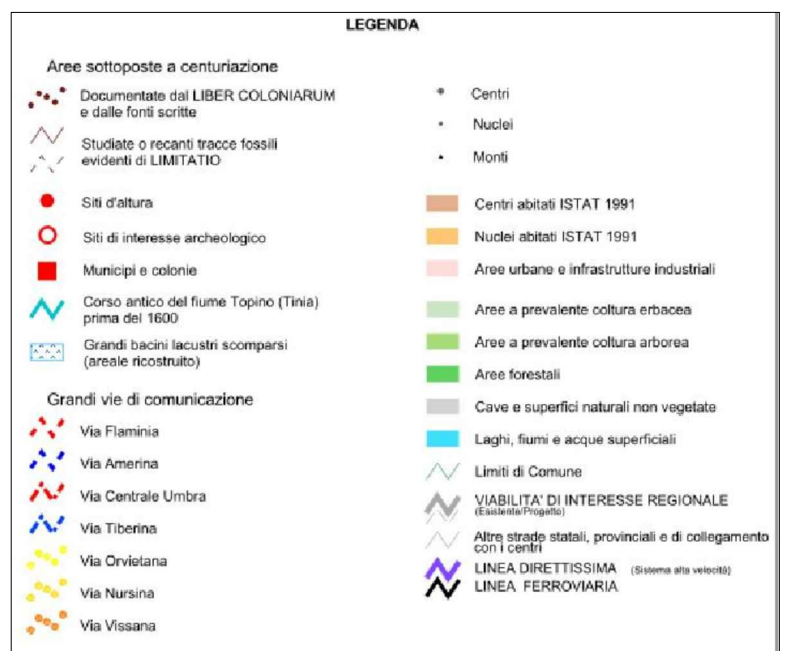 LEGENDA
Aree sottoposte a centuriazione
Documentate dal LIBER COLONIARUM
e dalle fonti scritte
Studiate o recanti tracce fossili
evidenti di LIMITATIO
Siti d'altura
Siti di interesse archeologico
Municipi e colonie
Corso antico del fiume Topino (Tinia)
prima del 1600
Grandi bacini lacustri scomparsi
(areale ricostruito)
Grandi vie di comunicazione
Via Flaminia
Via Amerina
Via Centrale Umbra
Via Tiberina
Via Orvietana
Via Nursina
Via Vissana
Centri
Nuclei
Monti
Centri abitati ISTAT 1991
Nuclei abitati ISTAT 1991
Aree urbane e infrastrutture industriali
Aree a prevalente coltura erbacea
Aree a prevalente coltura arborea
Aree forestali
Cave e superfici naturali non vegetate
Laghi, fiumi e acque superficiali
Limiti di Comune
VIABILITA' DI INTERESSE REGIONALE
(Esistente/Progetto)
Altre strade statali, provinciali e di collegamento
con i centri
LINEA DIRETTISSIMA (Sistema alta velocità)
LINEA FERROVIARIA